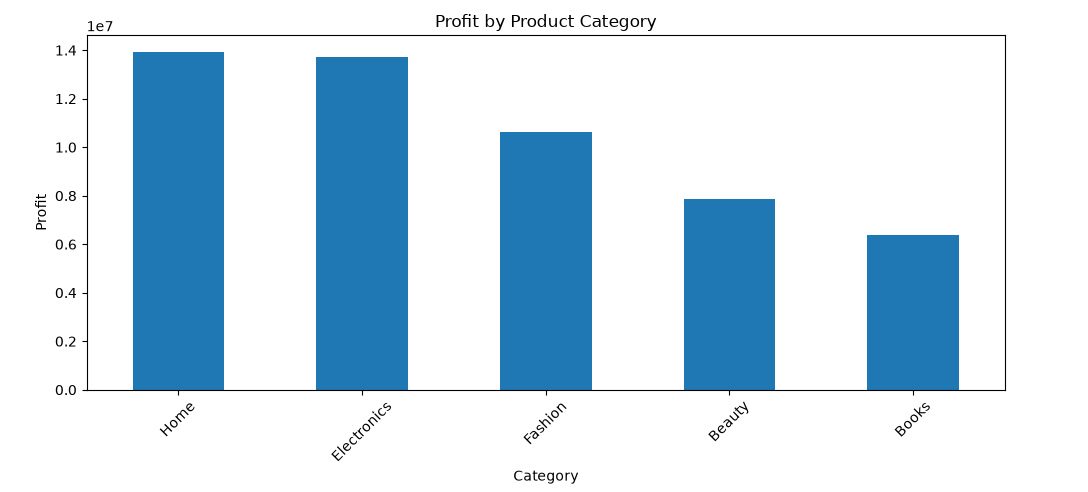 Profit by Product Category
1e7
1.4
1.2
1.0
0.8
0.6
0.4
0.2
0.0
Profit
Home
Electronics
Fashion
Beauty
Books
Category